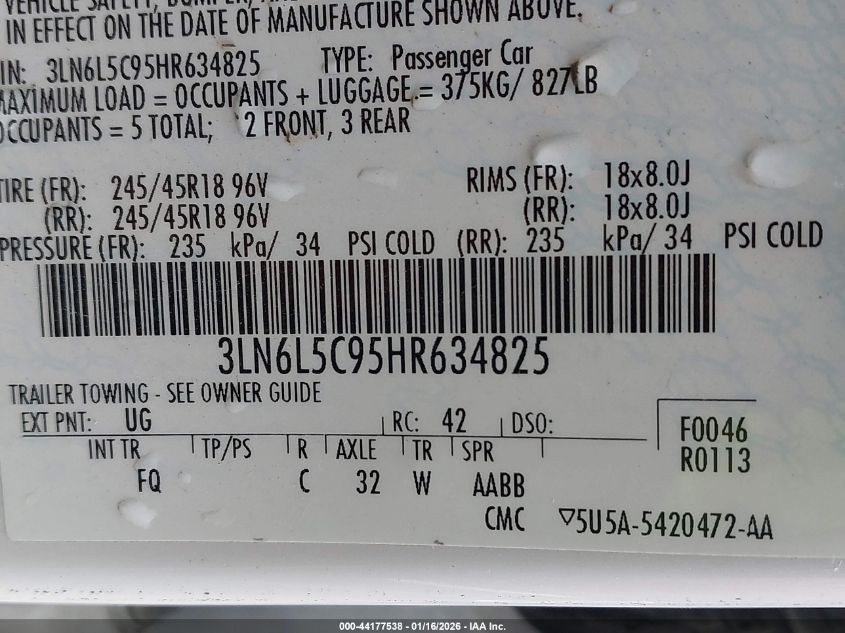 VEHICLE SAFETY, BUMPER,
IN EFFECT ON THE DATE OF MANUFACTURE SHOWN ABOVE.
IN: 3LN6L5C95HR634825 TYPE: Passenger Car
MAXIMUM LOAD = OCCUPANTS + LUGGAGE = 375KG/ 827LB
OCCUPANTS = 5 TOTAL; 2 FRONT, 3 REAR
TIRE (FR): 245/45R18 96V RIMS (FR): 18x8.0J
(RR): 245/45R18 96V (RR): 18x8.0J
PRESSURE (FR): 235 kPa/ 34 PSI COLD (RR): 235 kPa/ 34 PSI COLD
3LN6L5C95HR634825
TRAILER TOWING - SEE OWNER GUIDE
EXT PNT: UG RC: 42 DSO: F0046
INT TR TP/PS R AXLE TR SPR R0113
FQ C 32 W AABB
CMC ▽5U5A-5420472-AA
000-44177538 - 01/16/2026 - IAA Inc.